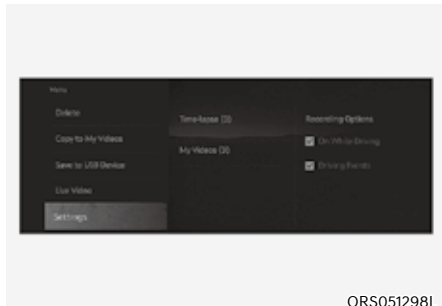 Menu
Delete
Copy to My Videos
Save to USB Device
Live Video
Settings
Time-lapse (3)
My Videos (3)
Recording Options
On While Driving
Driving Events
ORS051298L